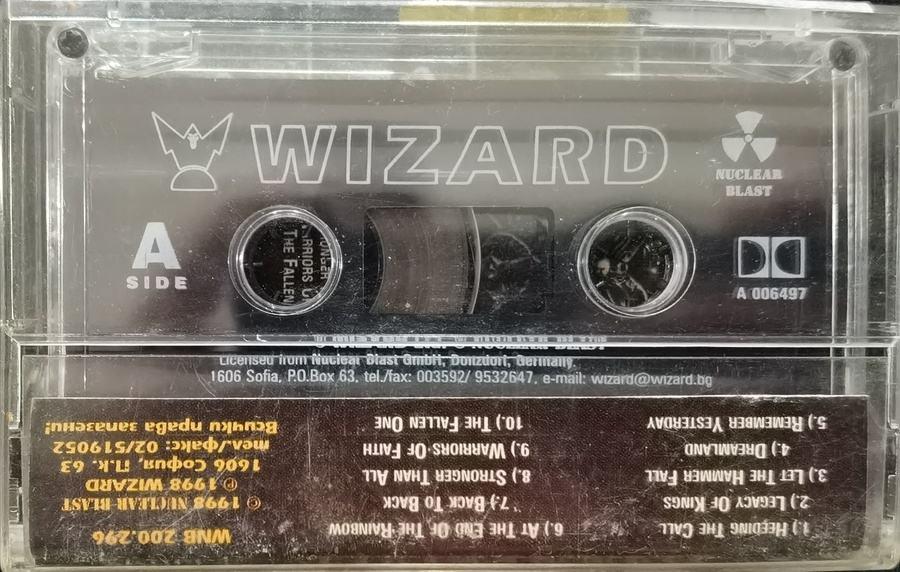 WIZARD
NUCLEAR
BLAST
A
SIDE
A 006497
THE FALLEN
Licensed from Nuclear Blast GmbH, Donzdorf, Germany.
1606 Sofia, P.O.Box 63, tel./fax: 003592/ 9532647, e-mail: wizard@wizard.bg
1.) HEEDING THE CALL
2.) LEGACY OF KINGS
3.) LET THE HAMMER FALL
4.) DREAMLAND
5.) REMEMBER YESTERDAY
6.) AT THE END OF THE RAINBOW
7.) BACK TO BACK
8.) STRONGER THAN ALL
9.) WARRIORS OF FAITH
10.) THE FALLEN ONE
WNB 200.296
© 1998 NUCLEAR BLAST
℗ 1998 WIZARD
1606 София, П.к. 63
тел./факс: 02/519052
Всички права запазени!